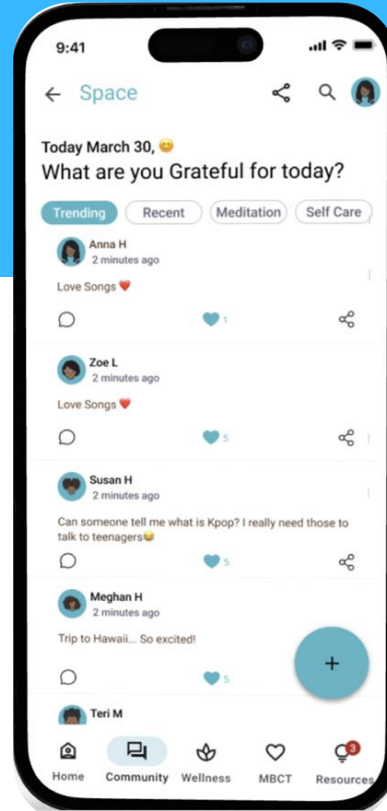 9:41
Space
Today March 30, 😊
What are you Grateful for today?
Trending Recent Meditation Self Care
Anna H
2 minutes ago
Love Songs ❤️
1
Zoe L
2 minutes ago
Love Songs ❤️
5
Susan H
2 minutes ago
Can someone tell me what is Kpop? I really need those to
talk to teenagers😂
5
Meghan H
2 minutes ago
Trip to Hawaii... So excited!
5
+
Teri M
3
Home Community Wellness MBCT Resources